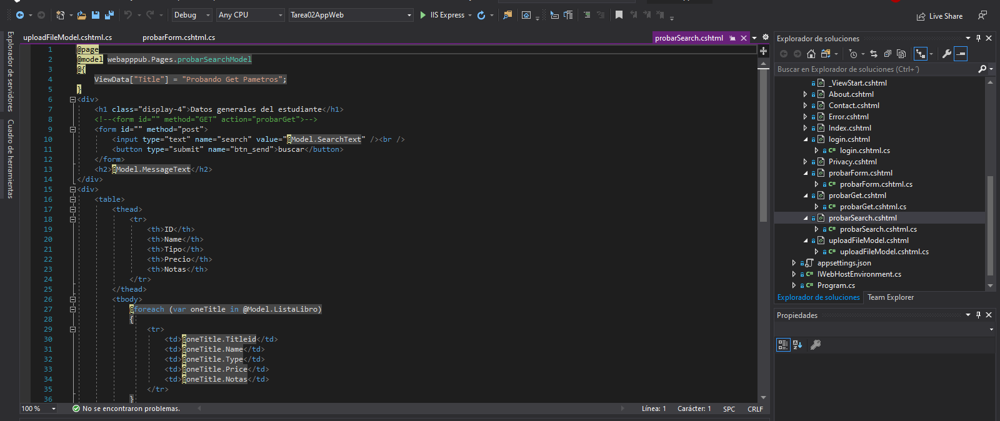 Debug
Any CPU
Tarea02AppWeb
IIS Express
Live Share
Explorador de servidores
Cuadro de herramientas
uploadFileModel.cshtml.cs
probarForm.cshtml.cs
probarSearch.cshtml
1 @page
2 @model webapppub.Pages.probarSearchModel
3 @{
4 ViewData["Title"] = "Probando Get Pametros";
5 }
6 <div>
7 <h1 class="display-4">Datos generales del estudiante</h1>
8 <!--<form id="" method="GET" action="probarGet">-->
9 <form id="" method="post">
10 <input type="text" name="search" value="@Model.SearchText" /><br />
11 <button type="submit" name="btn_send">buscar</button>
12 </form>
13 <h2>@Model.MessageText</h2>
14 </div>
15 <div>
16 <table>
17 <thead>
18 <tr>
19 <th>ID</th>
20 <th>Name</th>
21 <th>Tipo</th>
22 <th>Precio</th>
23 <th>Notas</th>
24 </tr>
25 </thead>
26 <tbody>
27 @foreach (var oneTitle in @Model.ListaLibro)
28 {
29 <tr>
30 <td>@oneTitle.Titleid</td>
31 <td>@oneTitle.Name</td>
32 <td>@oneTitle.Type</td>
33 <td>@oneTitle.Price</td>
34 <td>@oneTitle.Notas</td>
35 </tr>
36 }
100 %
No se encontraron problemas.
Línea: 1
Carácter: 1
SPC
CRLF
Explorador de soluciones
Buscar en Explorador de soluciones (Ctrl+´)
_ViewStart.cshtml
About.cshtml
Contact.cshtml
Error.cshtml
Index.cshtml
login.cshtml
C# login.cshtml.cs
Privacy.cshtml
probarForm.cshtml
C# probarForm.cshtml.cs
probarGet.cshtml
C# probarGet.cshtml.cs
probarSearch.cshtml
C# probarSearch.cshtml.cs
uploadFileModel.cshtml
C# uploadFileModel.cshtml.cs
appsettings.json
C# IWebHostEnvironment.cs
C# Program.cs
Explorador de soluciones
Team Explorer
Propiedades